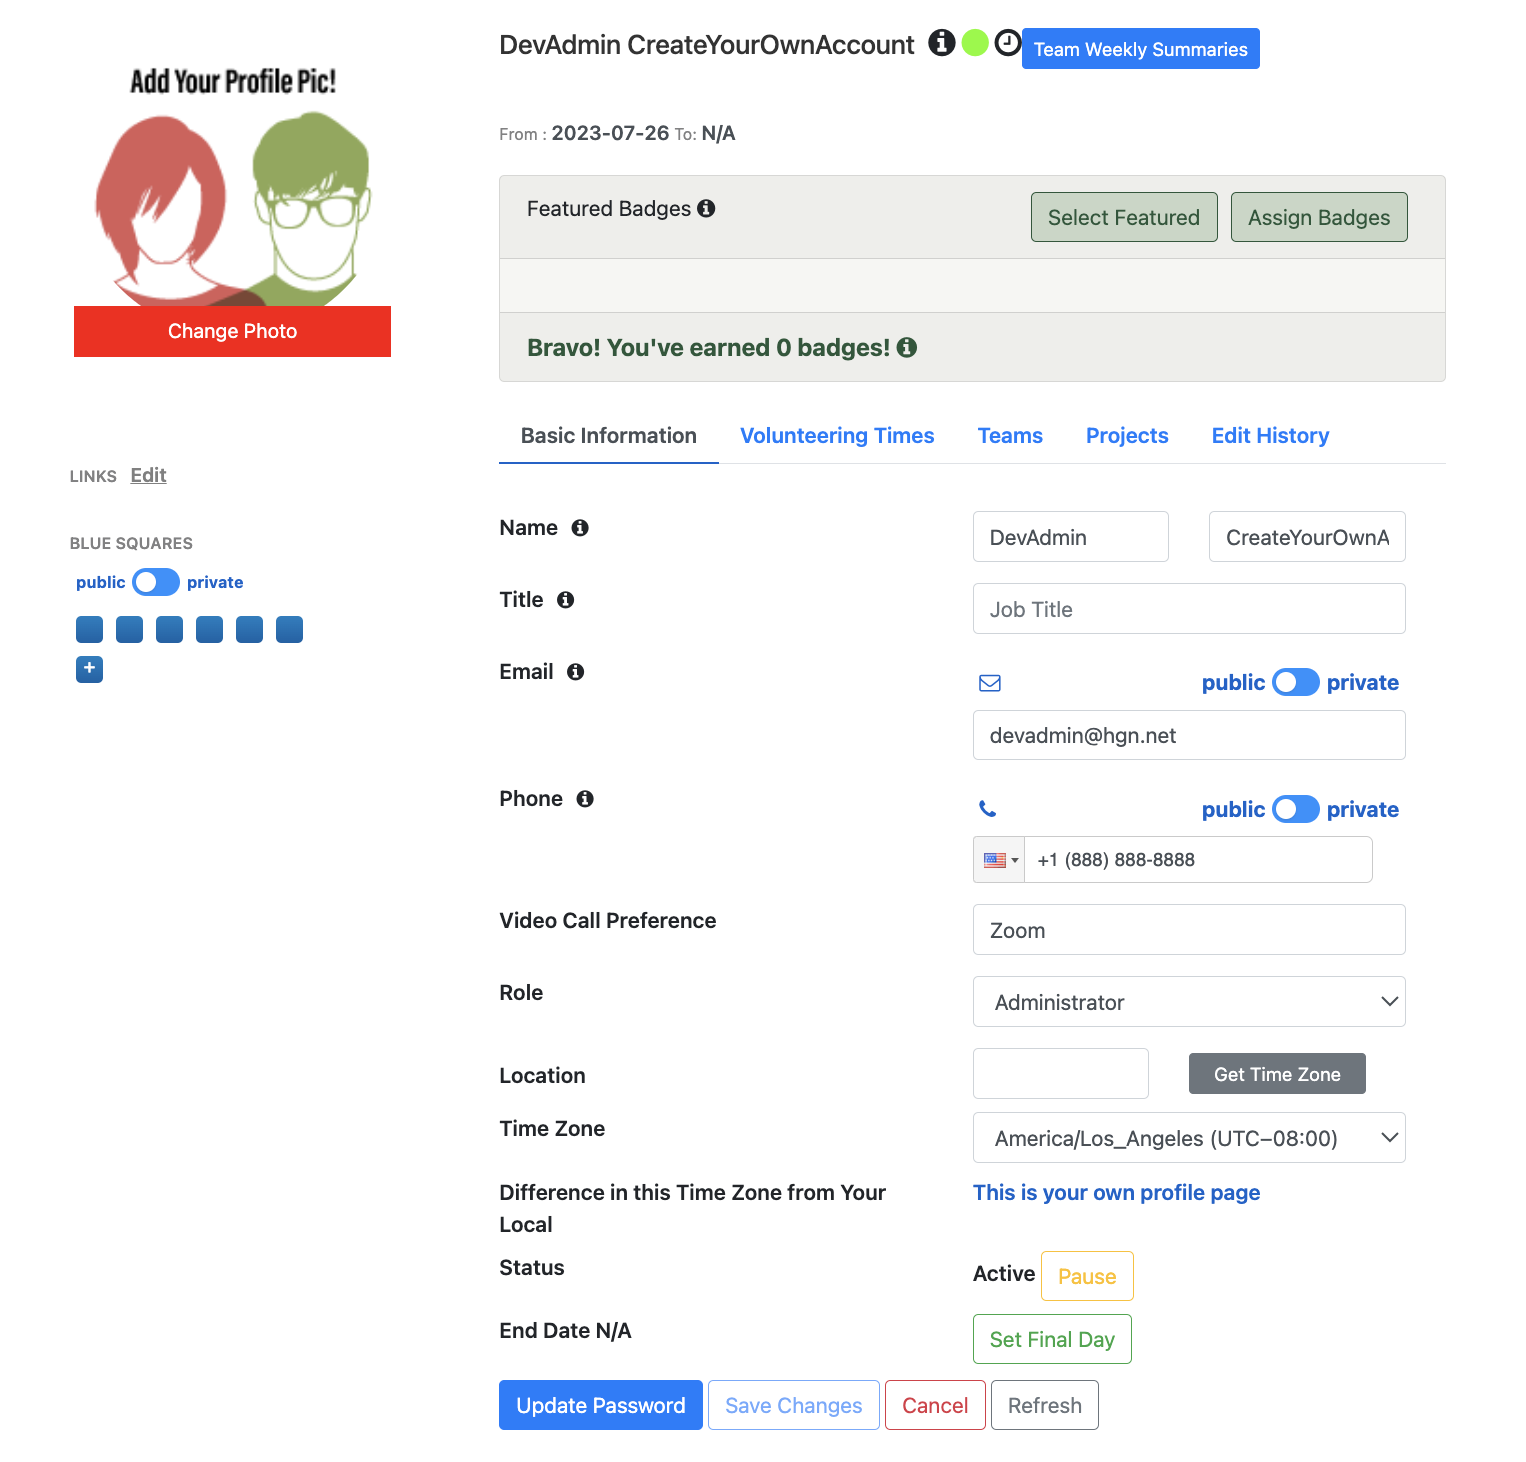 DevAdmin CreateYourOwnAccount
Team Weekly Summaries
Add Your Profile Pic!
Change Photo
From : 2023-07-26 To: N/A
Featured Badges
Select Featured
Assign Badges
Bravo! You've earned 0 badges!
Basic Information
Volunteering Times
Teams
Projects
Edit History
LINKS Edit
BLUE SQUARES
public private
+
Name
DevAdmin
CreateYourOwnA
Title
Job Title
Email
public private
devadmin@hgn.net
Phone
public private
+1 (888) 888-8888
Video Call Preference
Zoom
Role
Administrator
Location
Get Time Zone
Time Zone
America/Los_Angeles (UTC−08:00)
Difference in this Time Zone from Your
Local
This is your own profile page
Status
Active Pause
End Date N/A
Set Final Day
Update Password
Save Changes
Cancel
Refresh